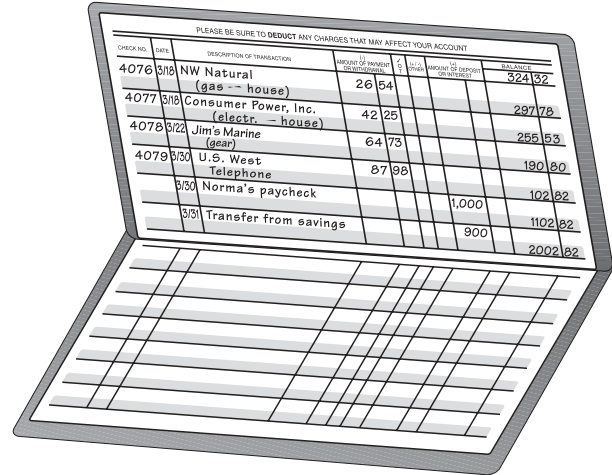 PLEASE BE SURE TO DEDUCT ANY CHARGES THAT MAY AFFECT YOUR ACCOUNT
CHECK NO. DATE DESCRIPTION OF TRANSACTION (-) AMOUNT OF PAYMENT OR WITHDRAWAL (+/-) OTHER (+) AMOUNT OF DEPOSIT OR INTEREST BALANCE
324 32
4076 3/18 NW Natural 26 54
(gas -- house) 297 78
4077 3/18 Consumer Power, Inc. 42 25
(electr. - house) 255 53
4078 3/22 Jim's Marine 64 73
(gear) 190 80
4079 3/30 U.S. West 87 98
Telephone 102 82
3/30 Norma's paycheck 1,000
1102 82
3/31 Transfer from savings 900
2002 82